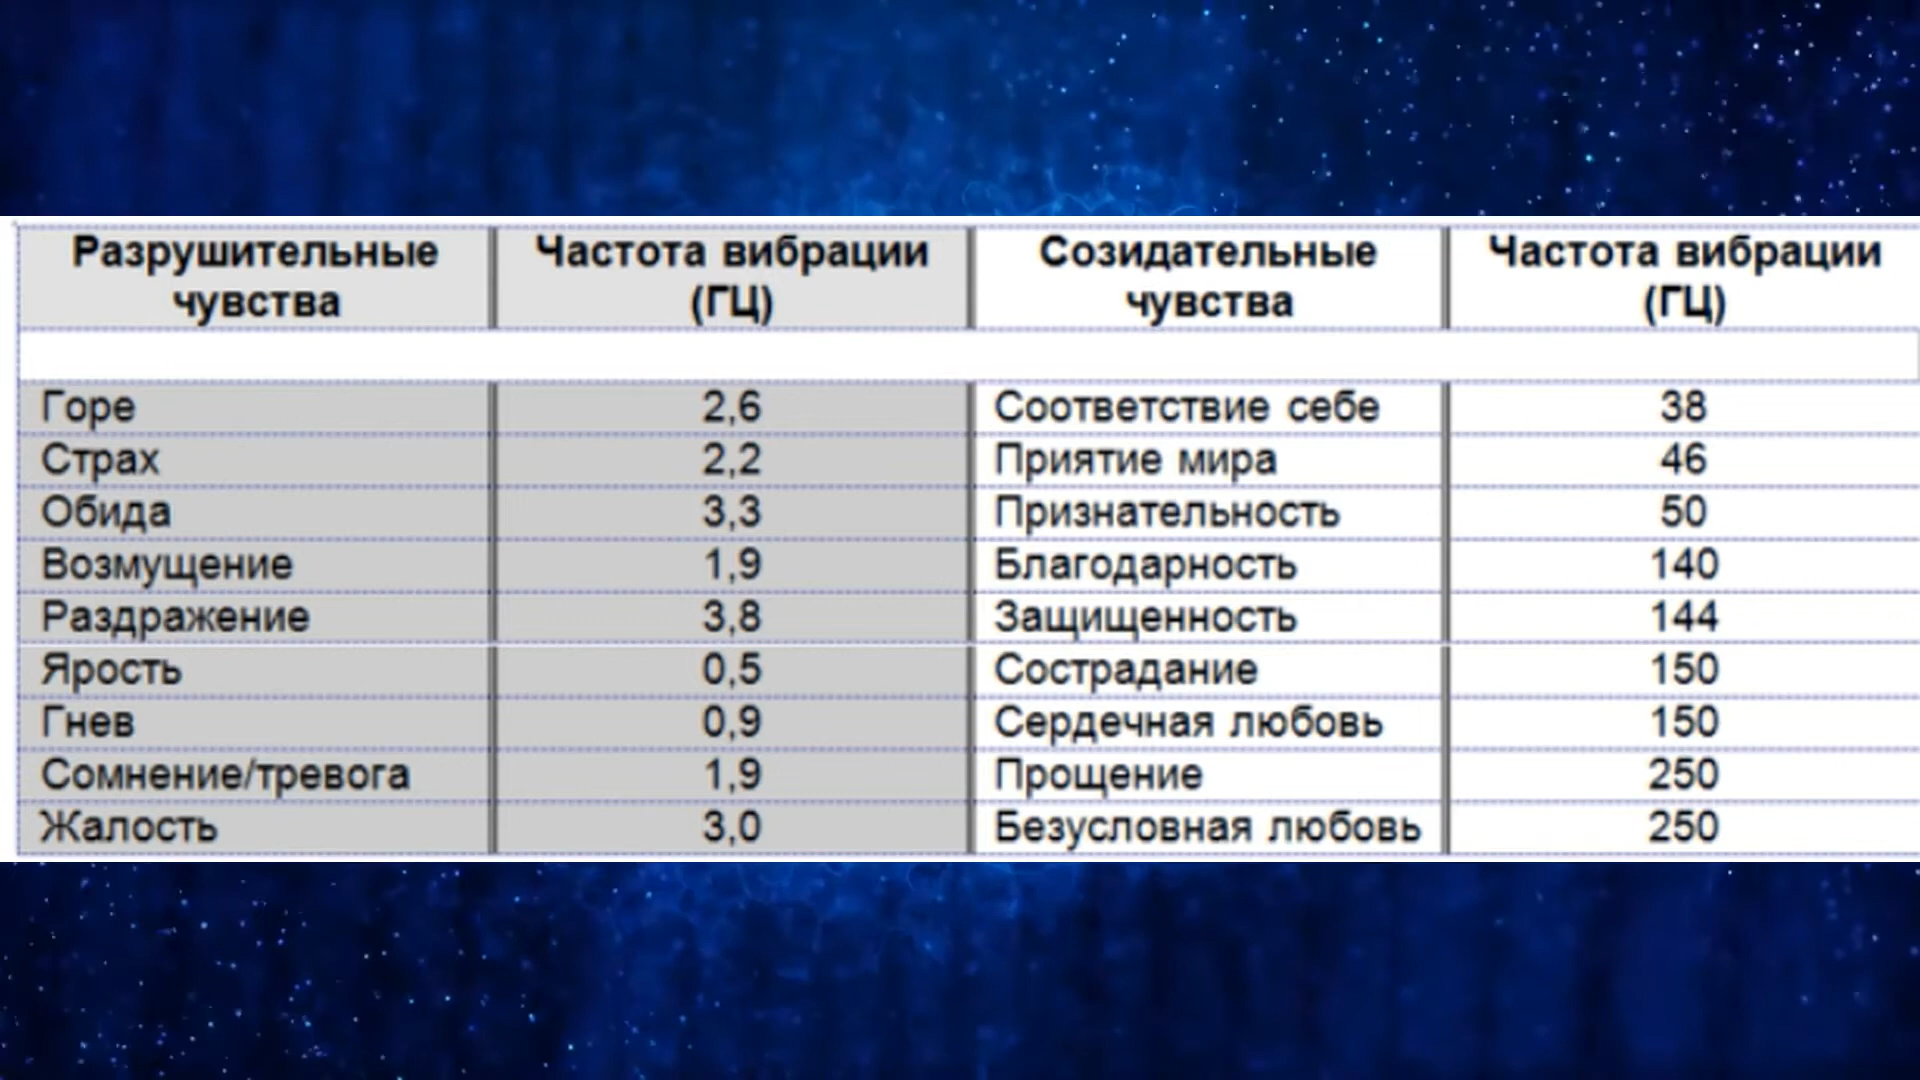 Разрушительные чувства | Частота вибрации (ГЦ) | Созидательные чувства | Частота вибрации (ГЦ)
Горе | 2,6 | Соответствие себе | 38
Страх | 2,2 | Приятие мира | 46
Обида | 3,3 | Признательность | 50
Возмущение | 1,9 | Благодарность | 140
Раздражение | 3,8 | Защищенность | 144
Ярость | 0,5 | Сострадание | 150
Гнев | 0,9 | Сердечная любовь | 150
Сомнение/тревога | 1,9 | Прощение | 250
Жалость | 3,0 | Безусловная любовь | 250